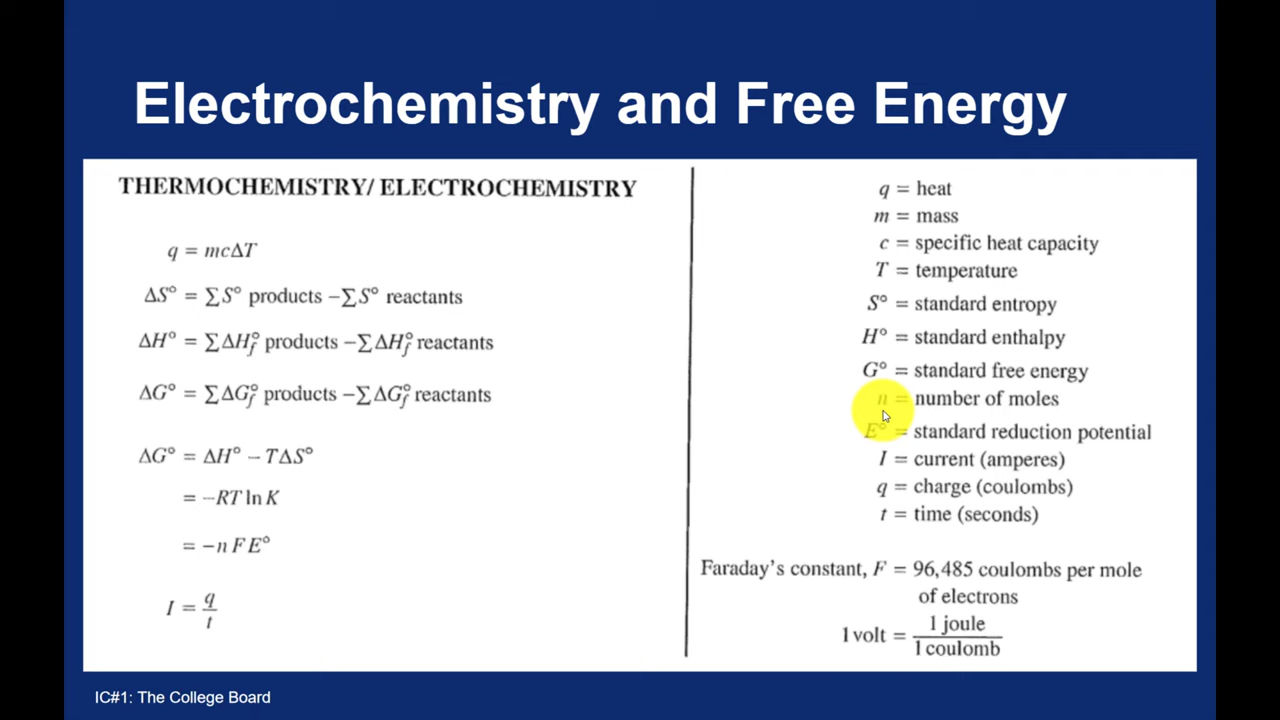 Electrochemistry and Free Energy
THERMOCHEMISTRY/ ELECTROCHEMISTRY
q = mcΔT
ΔS° = ∑S° products −∑S° reactants
ΔH° = ∑ΔH°f products −∑ΔH°f reactants
ΔG° = ∑ΔG°f products −∑ΔG°f reactants
ΔG° = ΔH° − TΔS°
= −RT ln K
= −n F E°
I = q/t
q = heat
m = mass
c = specific heat capacity
T = temperature
S° = standard entropy
H° = standard enthalpy
G° = standard free energy
n = number of moles
E° = standard reduction potential
I = current (amperes)
q = charge (coulombs)
t = time (seconds)
Faraday's constant, F = 96,485 coulombs per mole
of electrons
1 volt = 1 joule / 1 coulomb
IC#1: The College Board